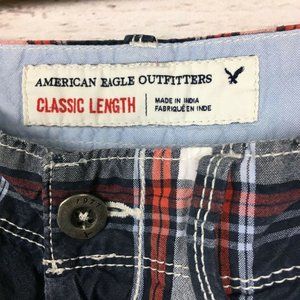 AMERICAN EAGLE OUTFITTERS
CLASSIC LENGTH
MADE IN INDIA
FABRIQUÉ EN INDE